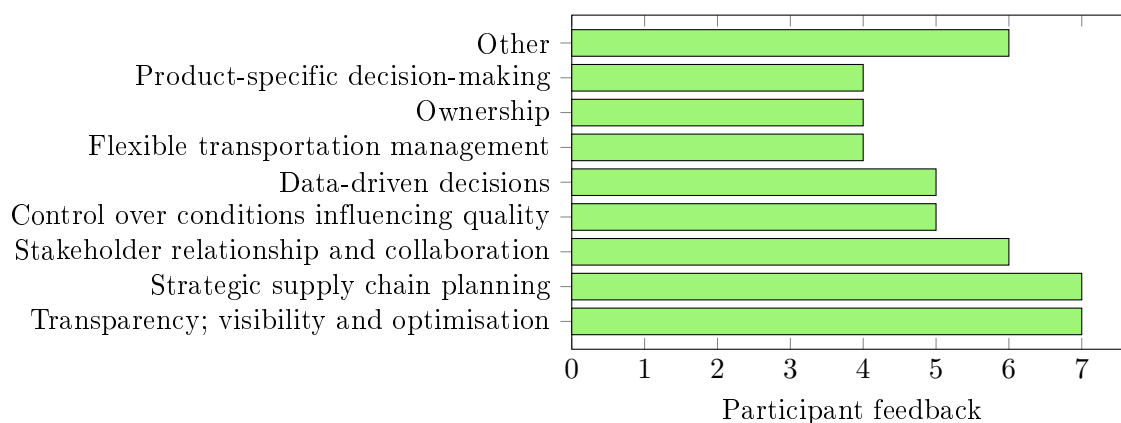 Other
Product-specific decision-making
Ownership
Flexible transportation management
Data-driven decisions
Control over conditions influencing quality
Stakeholder relationship and collaboration
Strategic supply chain planning
Transparency; visibility and optimisation
0 1 2 3 4 5 6 7
Participant feedback